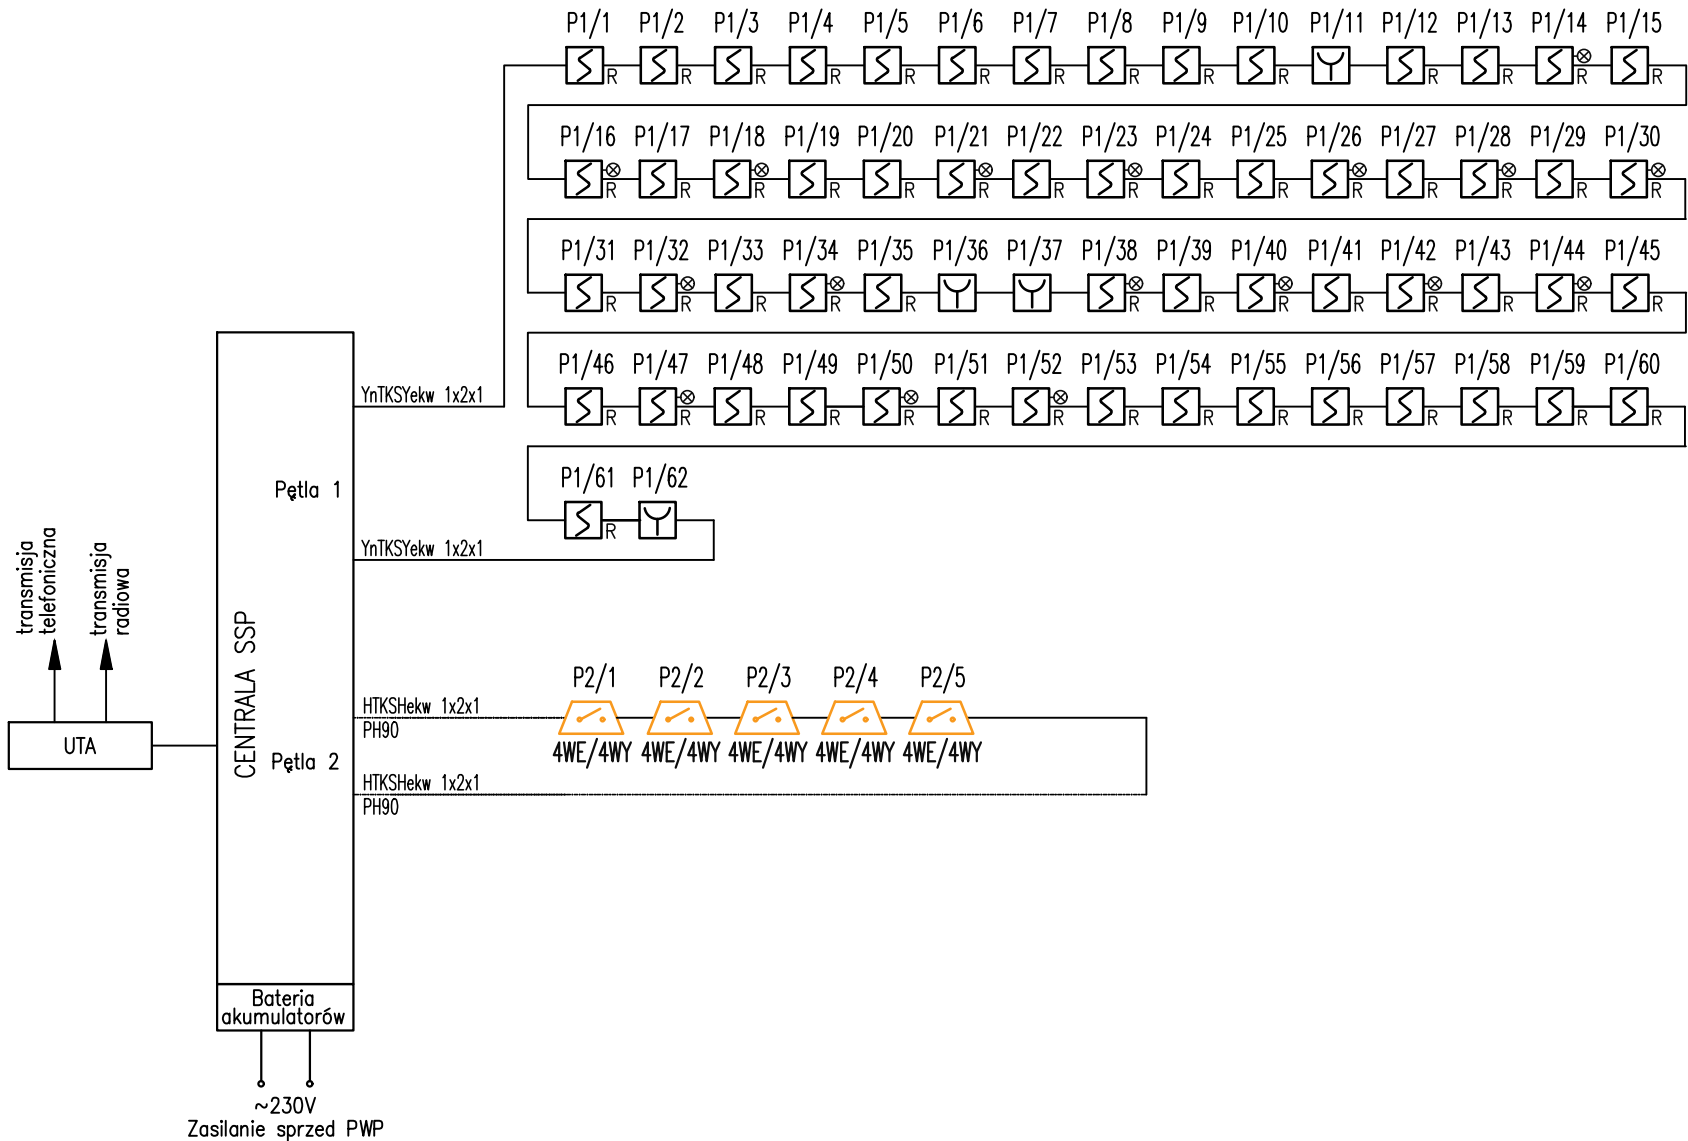 P1/1 P1/2 P1/3 P1/4 P1/5 P1/6 P1/7 P1/8 P1/9 P1/10 P1/11 P1/12 P1/13 P1/14 P1/15
R R R R R R R R R R R R R R
P1/16 P1/17 P1/18 P1/19 P1/20 P1/21 P1/22 P1/23 P1/24 P1/25 P1/26 P1/27 P1/28 P1/29 P1/30
R R R R R R R R R R R R R R R
P1/31 P1/32 P1/33 P1/34 P1/35 P1/36 P1/37 P1/38 P1/39 P1/40 P1/41 P1/42 P1/43 P1/44 P1/45
R R R R R R R R R R R R R
P1/46 P1/47 P1/48 P1/49 P1/50 P1/51 P1/52 P1/53 P1/54 P1/55 P1/56 P1/57 P1/58 P1/59 P1/60
R R R R R R R R R R R R R R R
YnTKSYekw 1x2x1
P1/61 P1/62
R
Pętla 1
YnTKSYekw 1x2x1
transmisja
telefoniczna
transmisja
radiowa
UTA
CENTRALA SSP
P2/1 P2/2 P2/3 P2/4 P2/5
HTKSHekw 1x2x1
PH90
4WE/4WY 4WE/4WY 4WE/4WY 4WE/4WY 4WE/4WY
Pętla 2
HTKSHekw 1x2x1
PH90
Bateria
akumulatorów
~230V
Zasilanie sprzed PWP